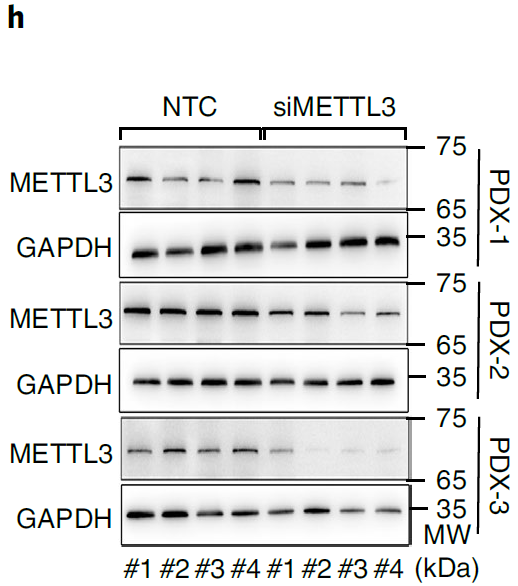 h
NTC siMETTL3
75
METTL3
65
GAPDH 35
PDX-1
75
METTL3
65
GAPDH 35
PDX-2
75
METTL3
65
GAPDH 35
PDX-3
MW
#1 #2 #3 #4 #1 #2 #3 #4 (kDa)